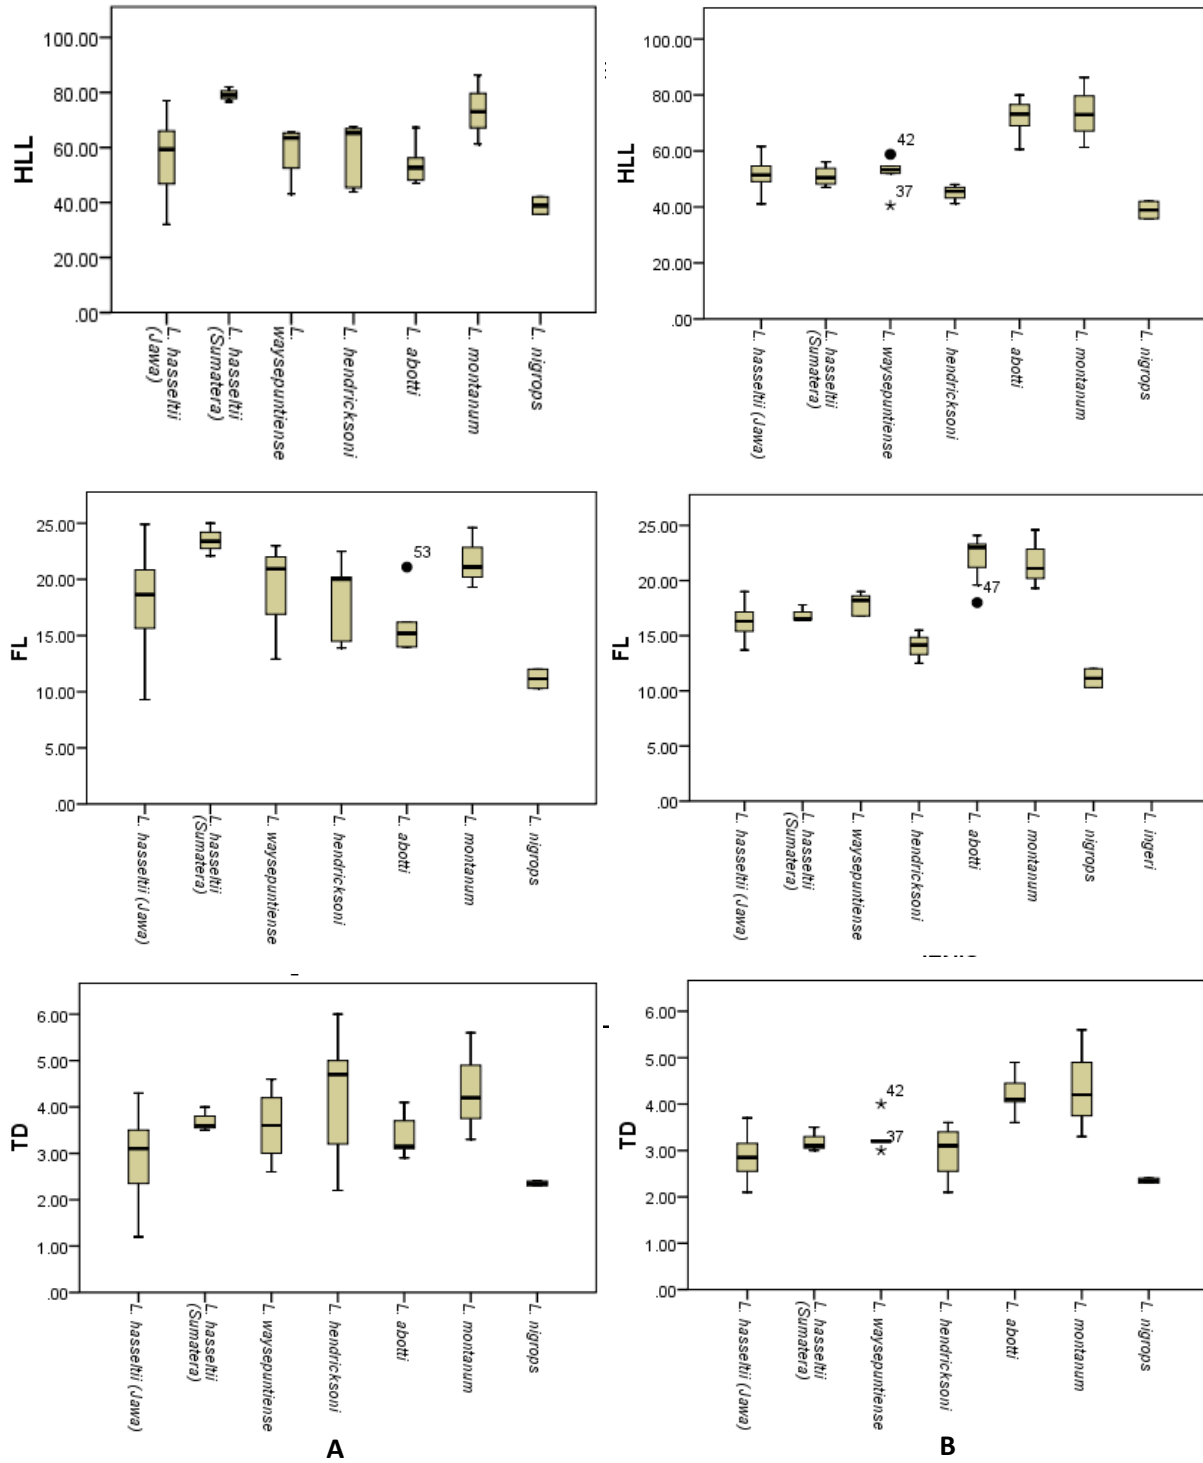 HLL
100.00
80.00
60.00
40.00
20.00
.00
L. hasseltii
(Jawa)
L. hasseltii
(Sumatera)
L.
waysepuntiense
L. hendricksoni
L. abotti
L. montanum
L. nigrops
HLL
100.00
80.00
60.00
40.00
20.00
.00
42
37
L. hasseltii (Jawa)
L. hasseltii
(Sumatera)
L. waysepuntiense
L. hendricksoni
L. abotti
L. montanum
L. nigrops
FL
25.00
20.00
15.00
10.00
5.00
.00
53
L. hasseltii (Jawa)
L. hasseltii
(Sumatera)
L. waysepuntiense
L. hendricksoni
L. abotti
L. montanum
L. nigrops
FL
25.00
20.00
15.00
10.00
5.00
.00
47
L. hasseltii (Jawa)
L. hasseltii
(Sumatera)
L. waysepuntiense
L. hendricksoni
L. abotti
L. montanum
L. nigrops
L. ingeri
TD
6.00
5.00
4.00
3.00
2.00
1.00
.00
L. hasseltii (Jawa)
L. hasseltii
(Sumatera)
L. waysepuntiense
L. hendricksoni
L. abotti
L. montanum
L. nigrops
A
TD
6.00
5.00
4.00
3.00
2.00
1.00
.00
42
37
L. hasseltii (Jawa)
L. hasseltii
(Sumatera)
L. waysepuntiense
L. hendricksoni
L. abotti
L. montanum
L. nigrops
B